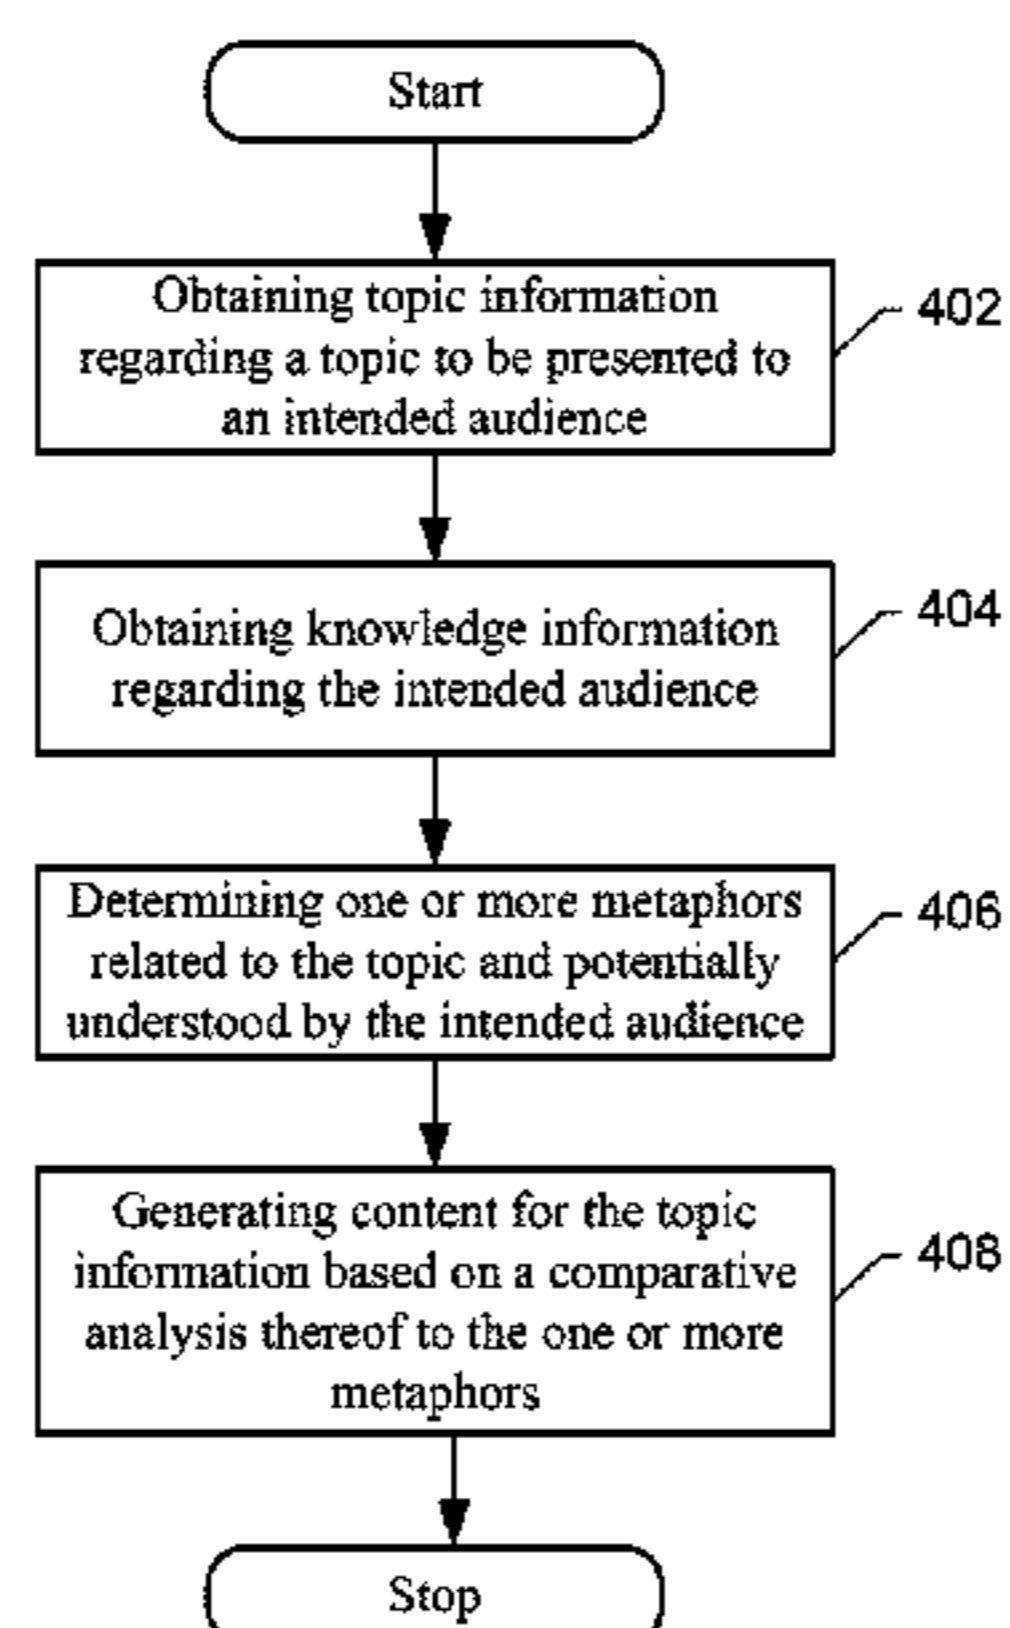 Start
Obtaining topic information
regarding a topic to be presented to
an intended audience
402
Obtaining knowledge information
regarding the intended audience
404
Determining one or more metaphors
related to the topic and potentially
understood by the intended audience
406
Generating content for the topic
information based on a comparative
analysis thereof to the one or more
metaphors
408
Stop